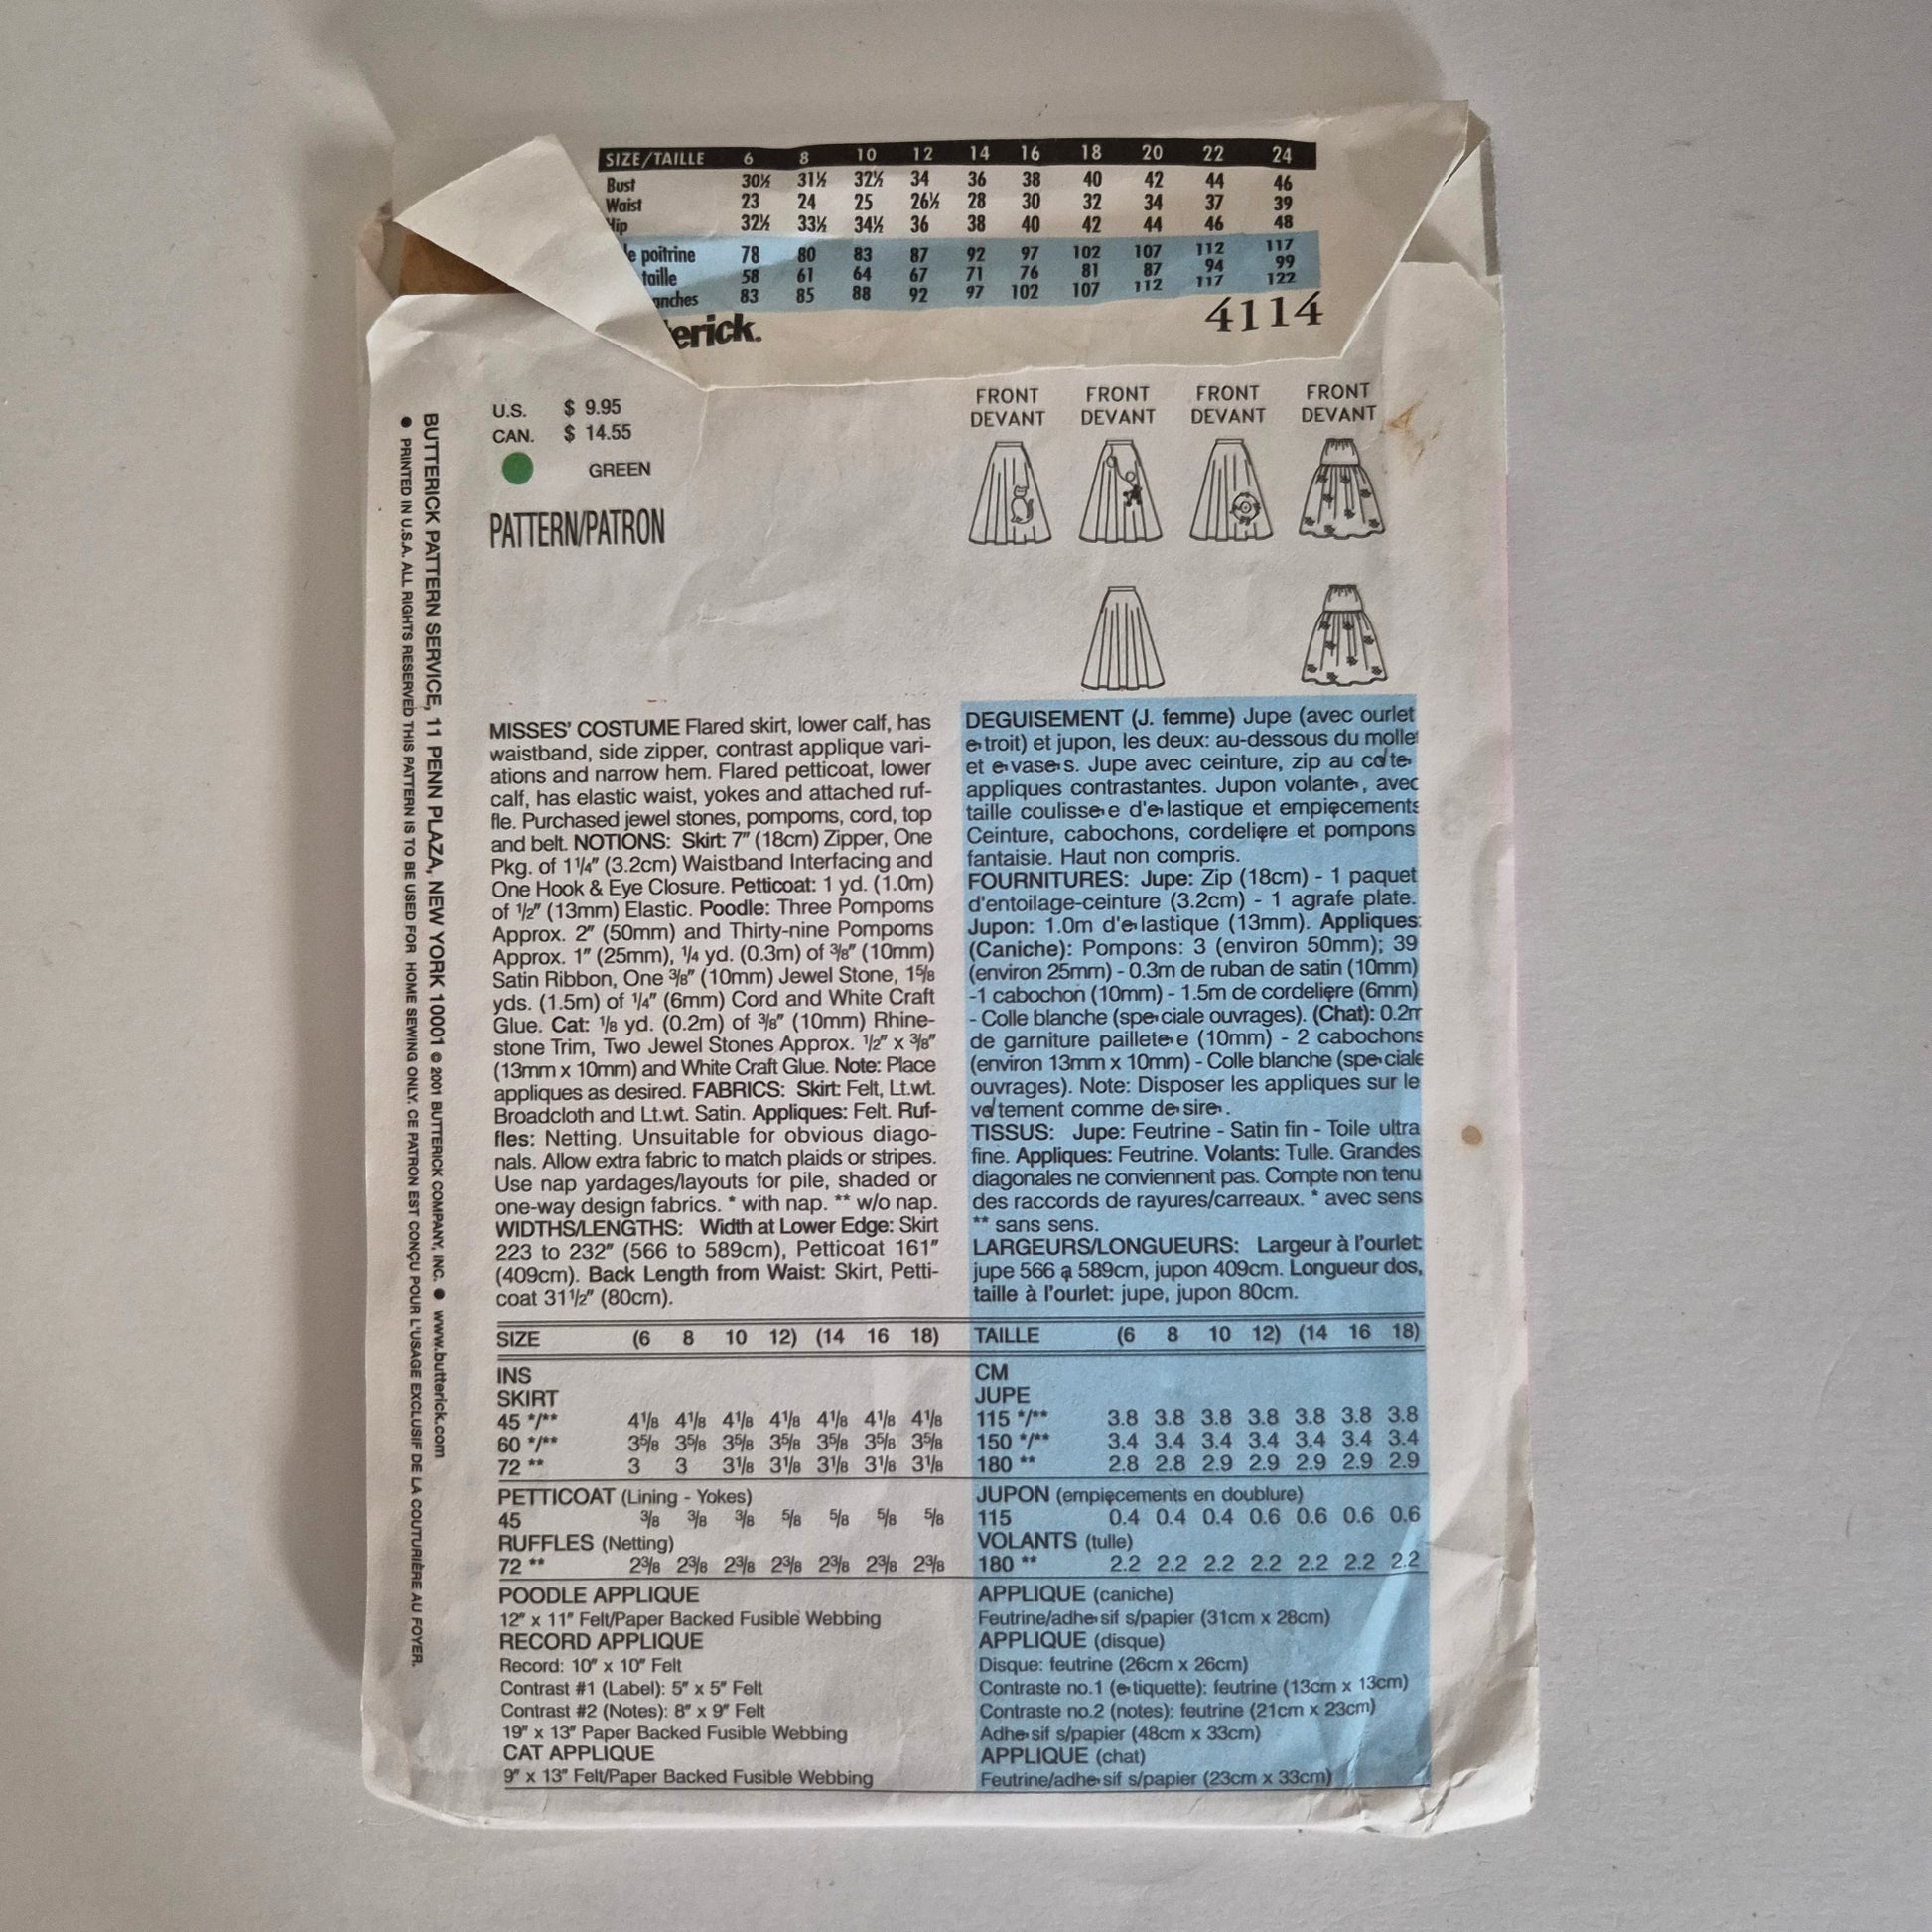 SIZE/TAILLE 6 8 10 12 14 16 18 20 22 24
Bust 30½ 31½ 32½ 34 36 38 40 42 44 46
Waist 23 24 25 26½ 28 30 32 34 37 39
Hip 32½ 33½ 34½ 36 38 40 42 44 46 48
e poitrine 78 80 83 87 92 97 102 107 112 117
taille 58 61 64 67 71 76 81 87 94 99
anches 83 85 88 92 97 102 107 112 117 122
erick. 4114
U.S. $ 9.95
CAN. $ 14.55
GREEN
PATTERN/PATRON
FRONT FRONT FRONT FRONT
DEVANT DEVANT DEVANT DEVANT
BUTTERICK PATTERN SERVICE, 11 PENN PLAZA, NEW YORK 10001 © 2001 BUTTERICK COMPANY, INC. ● www.butterick.com
● PRINTED IN U.S.A. ALL RIGHTS RESERVED THIS PATTERN IS TO BE USED FOR HOME SEWING ONLY. CE PATRON EST CONÇU POUR L'USAGE EXCLUSIF DE LA COUTURIÈRE AU FOYER.
MISSES' COSTUME Flared skirt, lower calf, has
waistband, side zipper, contrast applique vari-
ations and narrow hem. Flared petticoat, lower
calf, has elastic waist, yokes and attached ruf-
fle. Purchased jewel stones, pompoms, cord, top
and belt. NOTIONS: Skirt: 7" (18cm) Zipper, One
Pkg. of 1¼" (3.2cm) Waistband Interfacing and
One Hook & Eye Closure. Petticoat: 1 yd. (1.0m)
of ½" (13mm) Elastic. Poodle: Three Pompoms
Approx. 2" (50mm) and Thirty-nine Pompoms
Approx. 1" (25mm), ¼ yd. (0.3m) of ⅜" (10mm)
Satin Ribbon, One ⅜" (10mm) Jewel Stone, 1⅝
yds. (1.5m) of ¼" (6mm) Cord and White Craft
Glue. Cat: ⅛ yd. (0.2m) of ⅜" (10mm) Rhine-
stone Trim, Two Jewel Stones Approx. ½" x ⅜"
(13mm x 10mm) and White Craft Glue. Note: Place
appliques as desired. FABRICS: Skirt: Felt, Lt.wt.
Broadcloth and Lt.wt. Satin. Appliques: Felt. Ruf-
fles: Netting. Unsuitable for obvious diago-
nals. Allow extra fabric to match plaids or stripes.
Use nap yardages/layouts for pile, shaded or
one-way design fabrics. * with nap. ** w/o nap.
WIDTHS/LENGTHS: Width at Lower Edge: Skirt
223 to 232" (566 to 589cm), Petticoat 161"
(409cm). Back Length from Waist: Skirt, Petti-
coat 31½" (80cm).
DEGUISEMENT (J. femme) Jupe (avec ourlet
e troit) et jupon, les deux: au-dessous du mollet
et e vase s. Jupe avec ceinture, zip au co te
appliques contrastantes. Jupon volante , avec
taille coulisse e d'e lastique et empięcements
Ceinture, cabochons, cordelięre et pompons
fantaisie. Haut non compris.
FOURNITURES: Jupe: Zip (18cm) - 1 paquet
d'entoilage-ceinture (3.2cm) - 1 agrafe plate.
Jupon: 1.0m d'e lastique (13mm). Appliques:
(Caniche): Pompons: 3 (environ 50mm); 39
(environ 25mm) - 0.3m de ruban de satin (10mm)
-1 cabochon (10mm) - 1.5m de cordelięre (6mm)
- Colle blanche (spe ciale ouvrages). (Chat): 0.2m
de garniture paillete e (10mm) - 2 cabochons
(environ 13mm x 10mm) - Colle blanche (spe ciale
ouvrages). Note: Disposer les appliques sur le
ve tement comme de sire .
TISSUS: Jupe: Feutrine - Satin fin - Toile ultra
fine. Appliques: Feutrine. Volants: Tulle. Grandes
diagonales ne conviennent pas. Compte non tenu
des raccords de rayures/carreaux. * avec sens
** sans sens.
LARGEURS/LONGUEURS: Largeur à l'ourlet:
jupe 566 ą 589cm, jupon 409cm. Longueur dos,
taille à l'ourlet: jupe, jupon 80cm.
SIZE (6 8 10 12) (14 16 18)
INS
SKIRT
45 */** 4⅛ 4⅛ 4⅛ 4⅛ 4⅛ 4⅛ 4⅛
60 */** 3⅝ 3⅝ 3⅝ 3⅝ 3⅝ 3⅝ 3⅝
72 ** 3 3 3⅛ 3⅛ 3⅛ 3⅛ 3⅛
PETTICOAT (Lining - Yokes)
45 ⅜ ⅜ ⅜ ⅝ ⅝ ⅝ ⅝
RUFFLES (Netting)
72 ** 2⅜ 2⅜ 2⅜ 2⅜ 2⅜ 2⅜ 2⅜
POODLE APPLIQUE
12" x 11" Felt/Paper Backed Fusible Webbing
RECORD APPLIQUE
Record: 10" x 10" Felt
Contrast #1 (Label): 5" x 5" Felt
Contrast #2 (Notes): 8" x 9" Felt
19" x 13" Paper Backed Fusible Webbing
CAT APPLIQUE
9" x 13" Felt/Paper Backed Fusible Webbing
TAILLE (6 8 10 12) (14 16 18)
CM
JUPE
115 */** 3.8 3.8 3.8 3.8 3.8 3.8 3.8
150 */** 3.4 3.4 3.4 3.4 3.4 3.4 3.4
180 ** 2.8 2.8 2.9 2.9 2.9 2.9 2.9
JUPON (empięcements en doublure)
115 0.4 0.4 0.4 0.6 0.6 0.6 0.6
VOLANTS (tulle)
180 ** 2.2 2.2 2.2 2.2 2.2 2.2 2.2
APPLIQUE (caniche)
Feutrine/adhe sif s/papier (31cm x 28cm)
APPLIQUE (disque)
Disque: feutrine (26cm x 26cm)
Contraste no.1 (e tiquette): feutrine (13cm x 13cm)
Contraste no.2 (notes): feutrine (21cm x 23cm)
Adhe sif s/papier (48cm x 33cm)
APPLIQUE (chat)
Feutrine/adhe sif s/papier (23cm x 33cm)